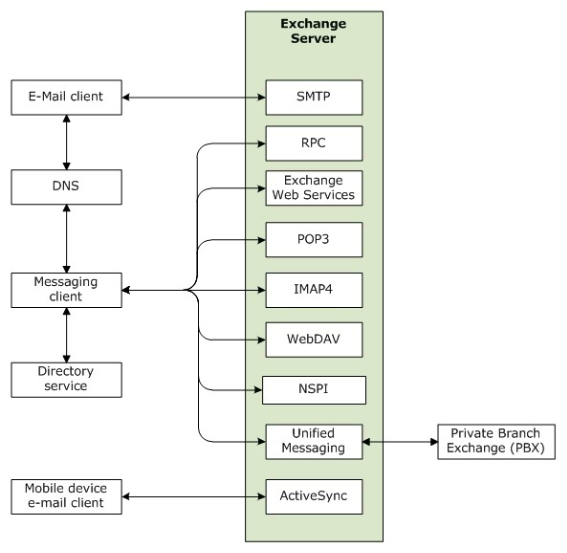 Exchange
Server
E-Mail client
SMTP
RPC
DNS
Exchange
Web Services
POP3
Messaging
client
IMAP4
WebDAV
Directory
service
NSPI
Unified
Messaging
Private Branch
Exchange (PBX)
Mobile device
e-mail client
ActiveSync